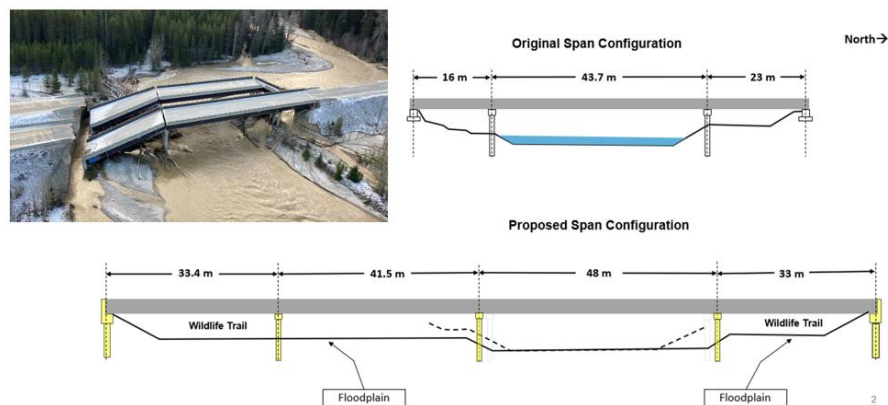 Original Span Configuration
North→
16 m
43.7 m
23 m
Proposed Span Configuration
33.4 m
41.5 m
48 m
33 m
Wildlife Trail
Wildlife Trail
Floodplain
Floodplain
2